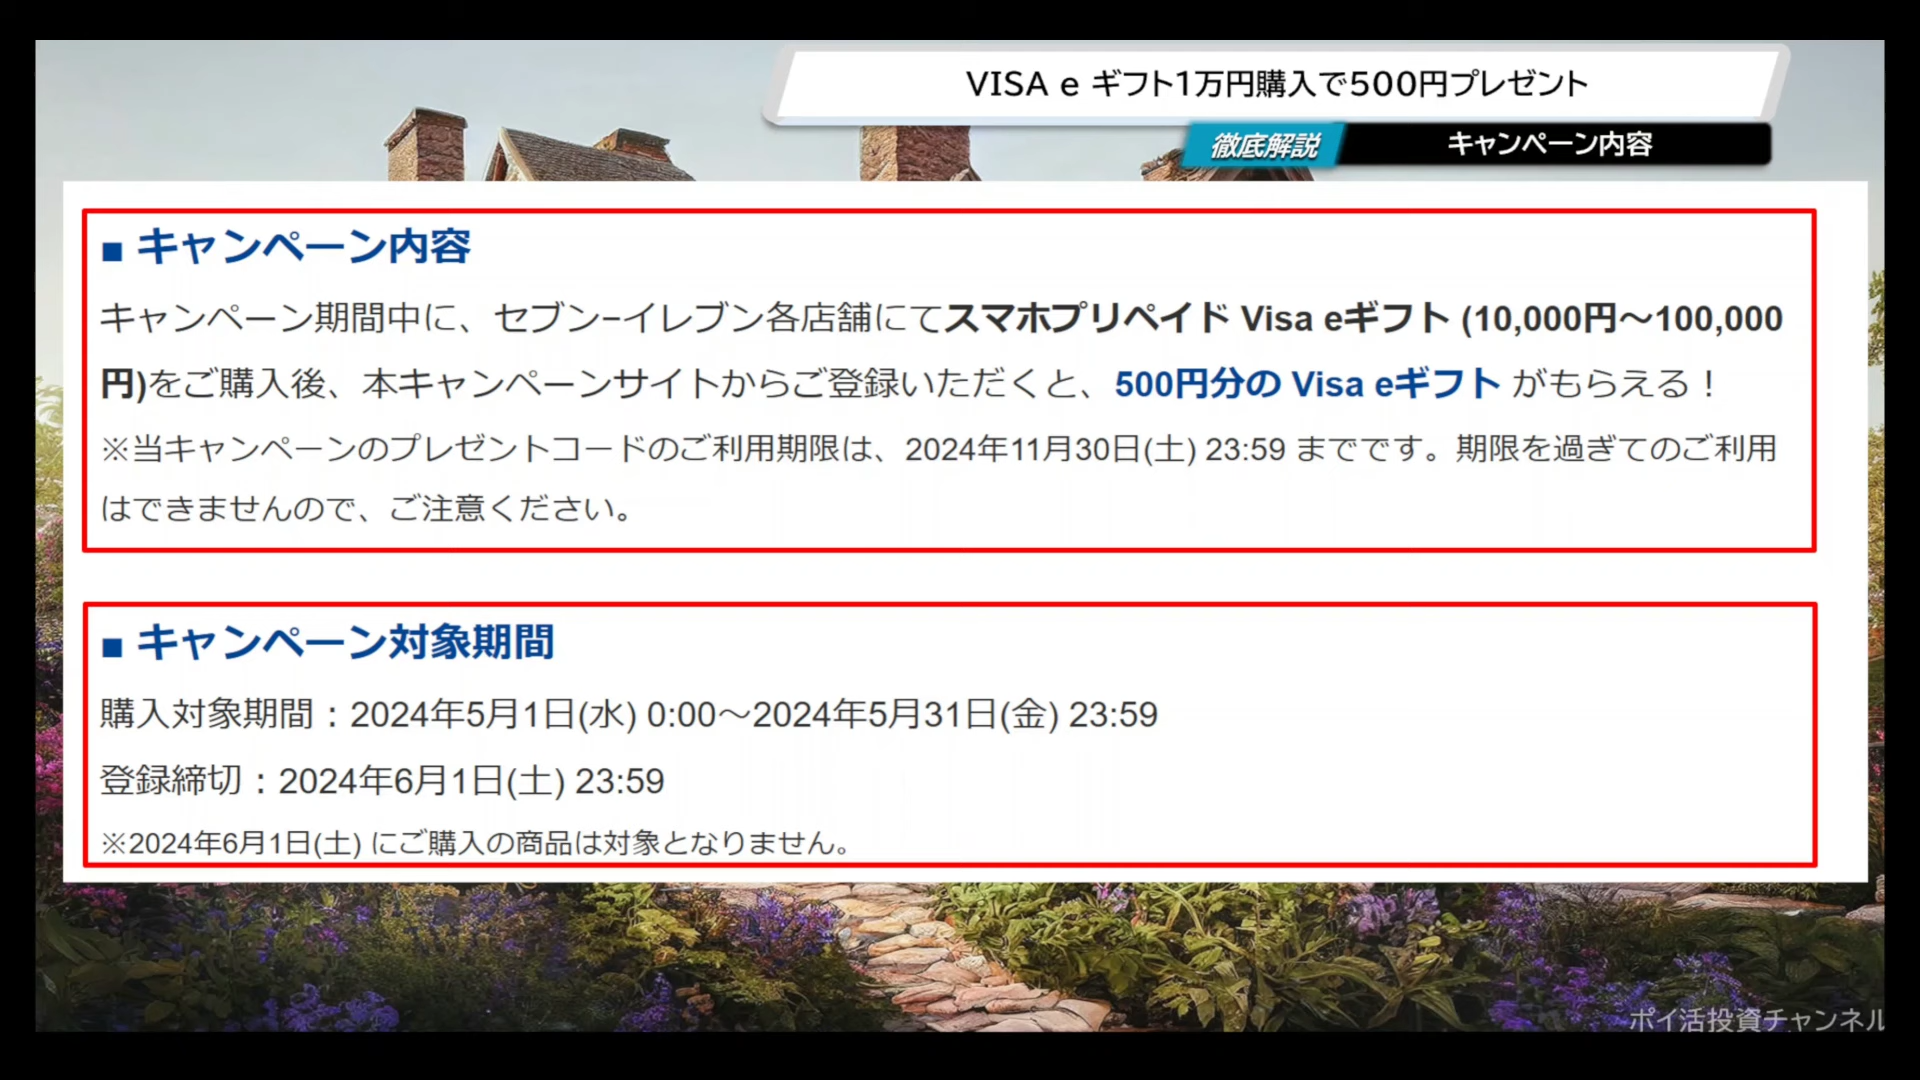 VISA e ギフト1万円購入で500円プレゼント
徹底解説 キャンペーン内容
■ キャンペーン内容
キャンペーン期間中に、セブン−イレブン各店舗にてスマホプリペイド Visa eギフト (10,000円～100,000
円)をご購入後、本キャンペーンサイトからご登録いただくと、500円分の Visa eギフト がもらえる！
※当キャンペーンのプレゼントコードのご利用期限は、2024年11月30日(土) 23:59 までです。期限を過ぎてのご利用
はできませんので、ご注意ください。
■ キャンペーン対象期間
購入対象期間：2024年5月1日(水) 0:00～2024年5月31日(金) 23:59
登録締切：2024年6月1日(土) 23:59
※2024年6月1日(土) にご購入の商品は対象となりません。
ポイ活投資チャンネル